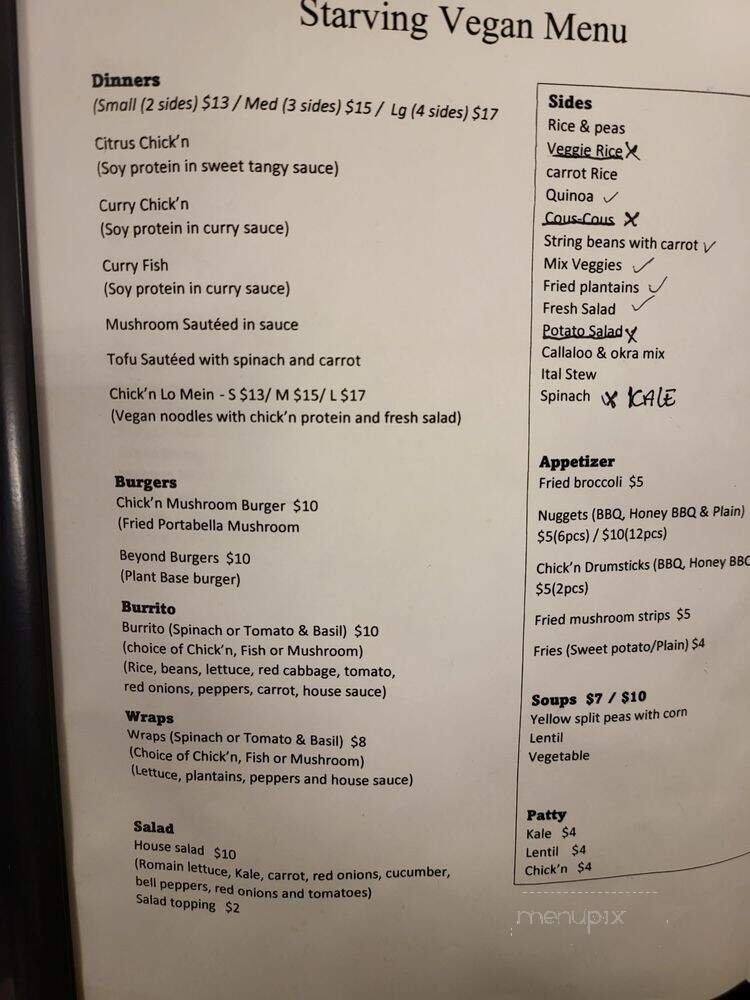 Starving Vegan Menu
Dinners
(Small (2 sides) $13 / Med (3 sides) $15 / Lg (4 sides) $17
Citrus Chick'n
(Soy protein in sweet tangy sauce)
Curry Chick'n
(Soy protein in curry sauce)
Curry Fish
(Soy protein in curry sauce)
Mushroom Sautéed in sauce
Tofu Sautéed with spinach and carrot
Chick'n Lo Mein - S $13/ M $15/ L $17
(Vegan noodles with chick'n protein and fresh salad)
Burgers
Chick'n Mushroom Burger $10
(Fried Portabella Mushroom
Beyond Burgers $10
(Plant Base burger)
Burrito
Burrito (Spinach or Tomato & Basil) $10
(choice of Chick'n, Fish or Mushroom)
(Rice, beans, lettuce, red cabbage, tomato,
red onions, peppers, carrot, house sauce)
Wraps
Wraps (Spinach or Tomato & Basil) $8
(Choice of Chick'n, Fish or Mushroom)
(Lettuce, plantains, peppers and house sauce)
Salad
House salad $10
(Romain lettuce, Kale, carrot, red onions, cucumber,
bell peppers, red onions and tomatoes)
Salad topping $2
Sides
Rice & peas
Veggie Rice X
carrot Rice
Quinoa ✓
Cous-Cous X
String beans with carrot ✓
Mix Veggies ✓
Fried plantains ✓
Fresh Salad ✓
Potato Salad X
Callaloo & okra mix
Ital Stew
Spinach X KALE
Appetizer
Fried broccoli $5
Nuggets (BBQ, Honey BBQ & Plain)
$5(6pcs) / $10(12pcs)
Chick'n Drumsticks (BBQ, Honey BBQ
$5(2pcs)
Fried mushroom strips $5
Fries (Sweet potato/Plain) $4
Soups $7 / $10
Yellow split peas with corn
Lentil
Vegetable
Patty
Kale $4
Lentil $4
Chick'n $4
menupix